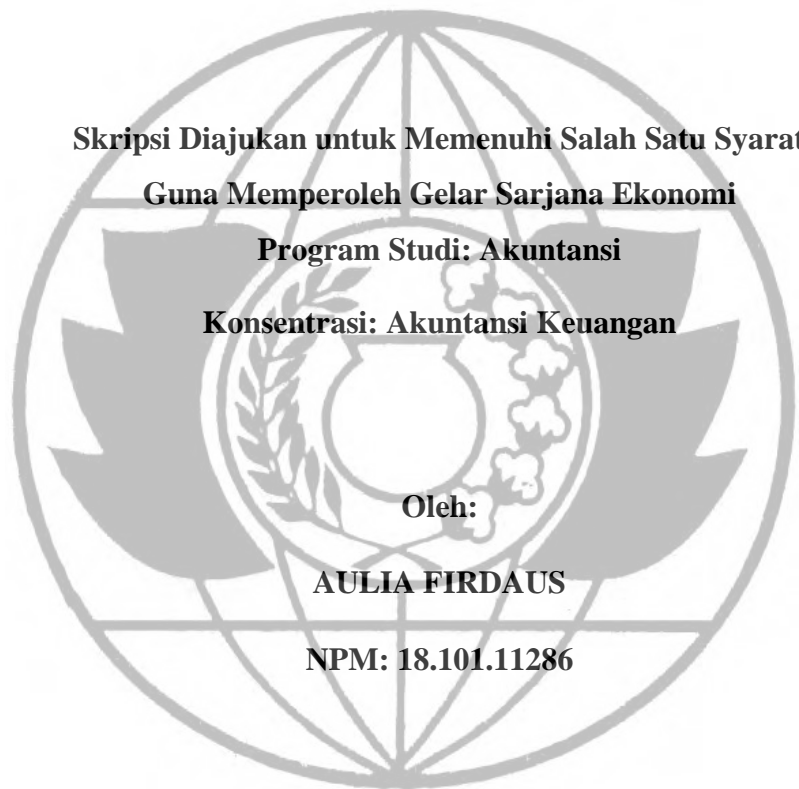 Skripsi Diajukan untuk Memenuhi Salah Satu Syarat
Guna Memperoleh Gelar Sarjana Ekonomi
Program Studi: Akuntansi
Konsentrasi: Akuntansi Keuangan
Oleh:
AULIA FIRDAUS
NPM: 18.101.11286